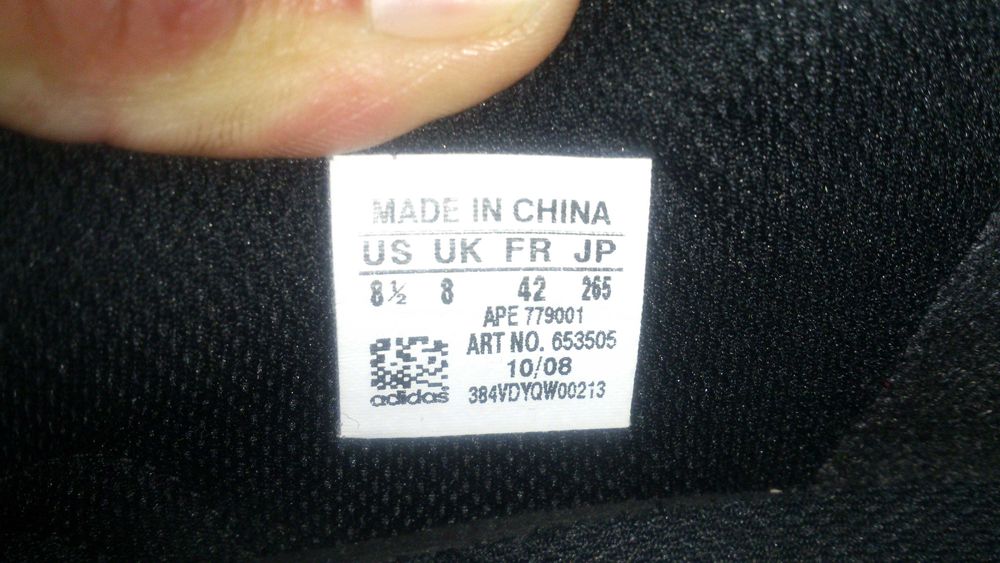 MADE IN CHINA
US UK FR JP
8½ 8 42 265
APE 779001
ART NO. 653505
10/08
adidas 384VDYQW00213